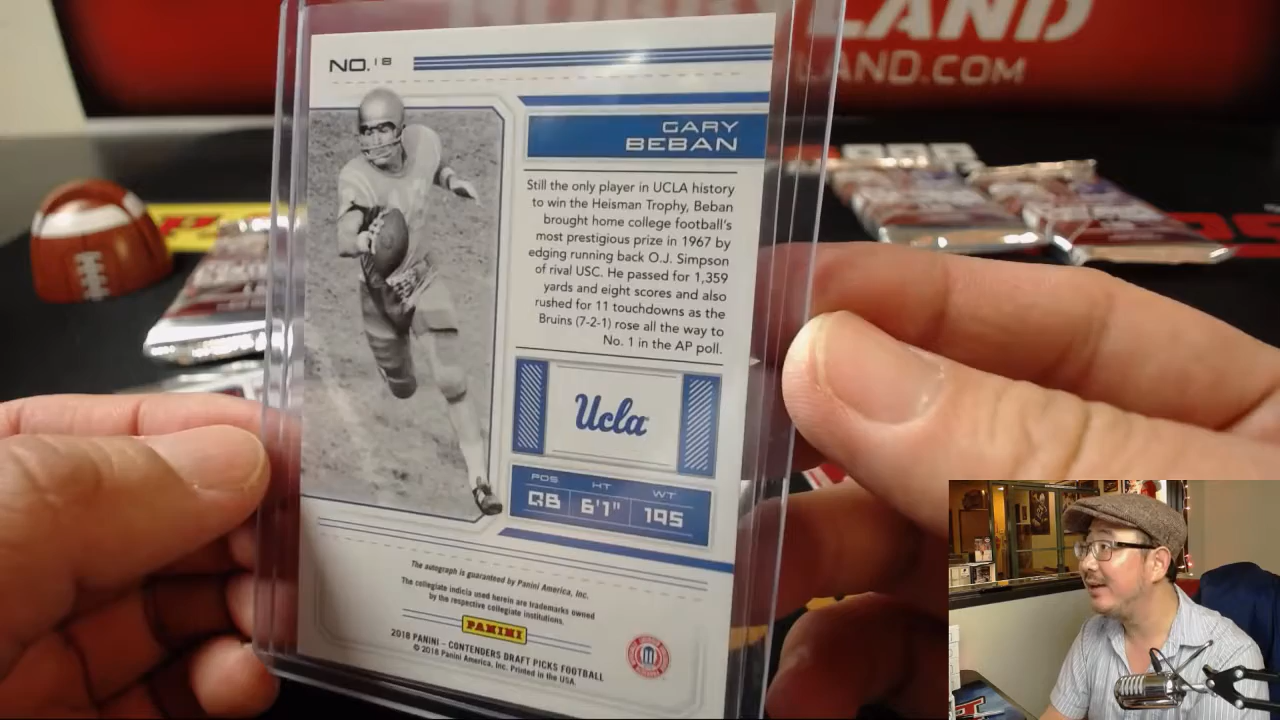 LAND
LAND.COM
NO. 18
GARY
BEBAN
Still the only player in UCLA history
to win the Heisman Trophy, Beban
brought home college football's
most prestigious prize in 1967 by
edging running back O.J. Simpson
of rival USC. He passed for 1,359
yards and eight scores and also
rushed for 11 touchdowns as the
Bruins (7-2-1) rose all the way to
No. 1 in the AP poll.
Ucla
POS HT WT
QB 6'1" 195
The autograph is guaranteed by Panini America, Inc.
The collegiate indicia used herein are trademarks owned
by the respective collegiate institutions.
PANINI
2018 PANINI – CONTENDERS DRAFT PICKS FOOTBALL
© 2018 Panini America, Inc. Printed in the USA.